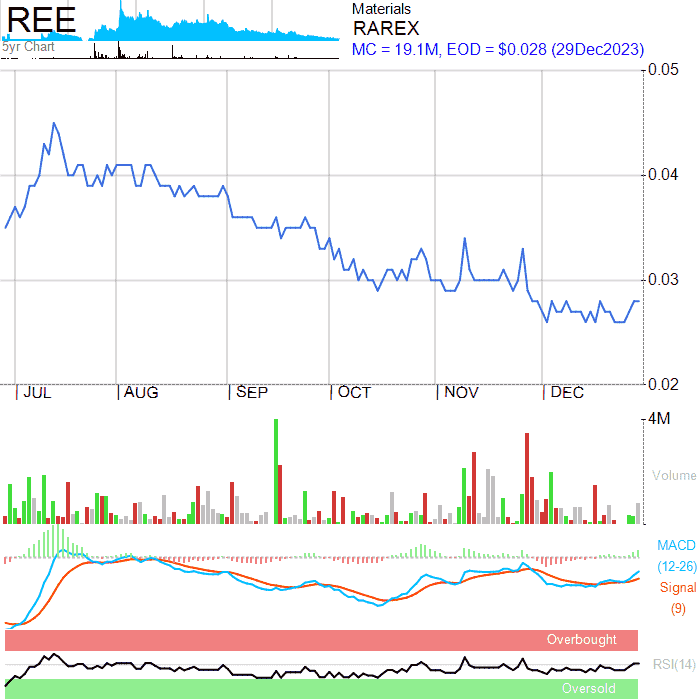 REE
5yr Chart
Materials
RAREX
MC = 19.1M, EOD = $0.028 (29Dec2023)
0.05
0.04
0.03
0.02
JUL AUG SEP OCT NOV DEC
4M
Volume
MACD
(12-26)
Signal
(9)
Overbought
RSI(14)
Oversold